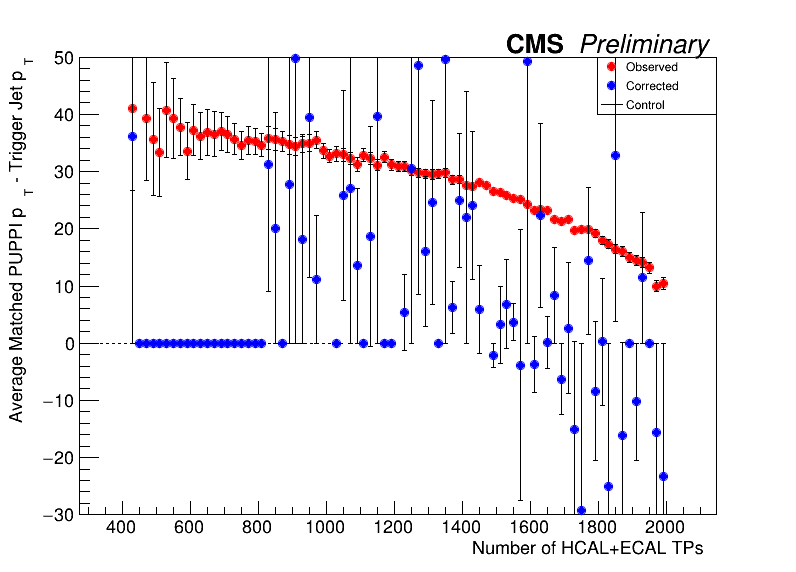 CMS Preliminary
Observed
Corrected
Control
Average Matched PUPPI p T - Trigger Jet p T
50
40
30
20
10
0
−10
−20
−30
400 600 800 1000 1200 1400 1600 1800 2000
Number of HCAL+ECAL TPs